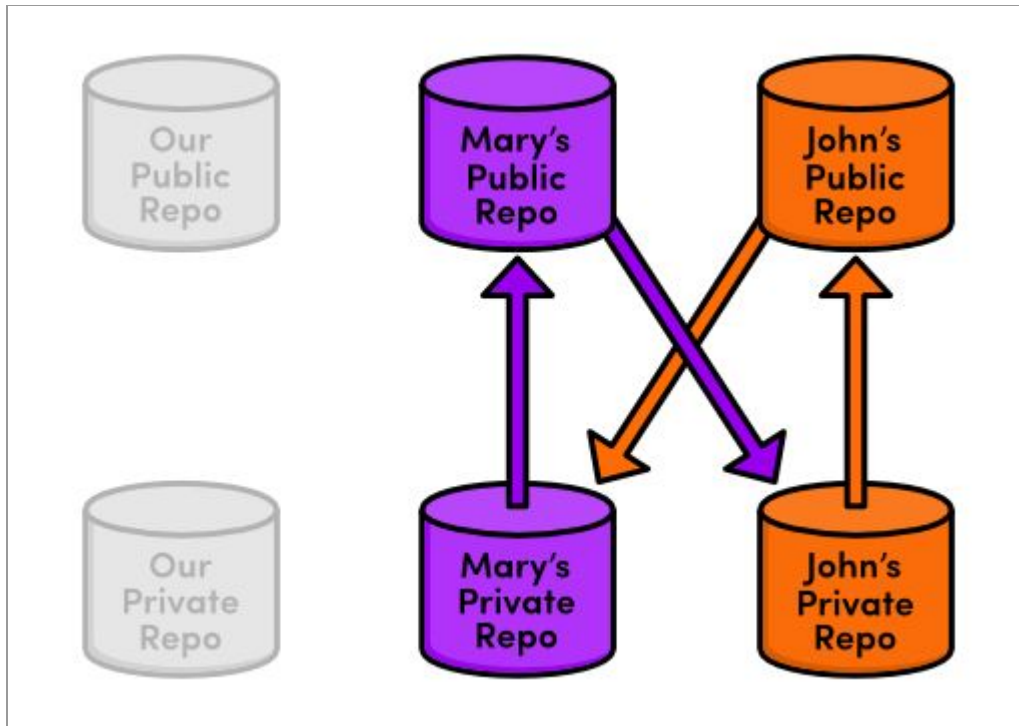 Our
Public
Repo
Mary's
Public
Repo
John's
Public
Repo
Our
Private
Repo
Mary's
Private
Repo
John's
Private
Repo